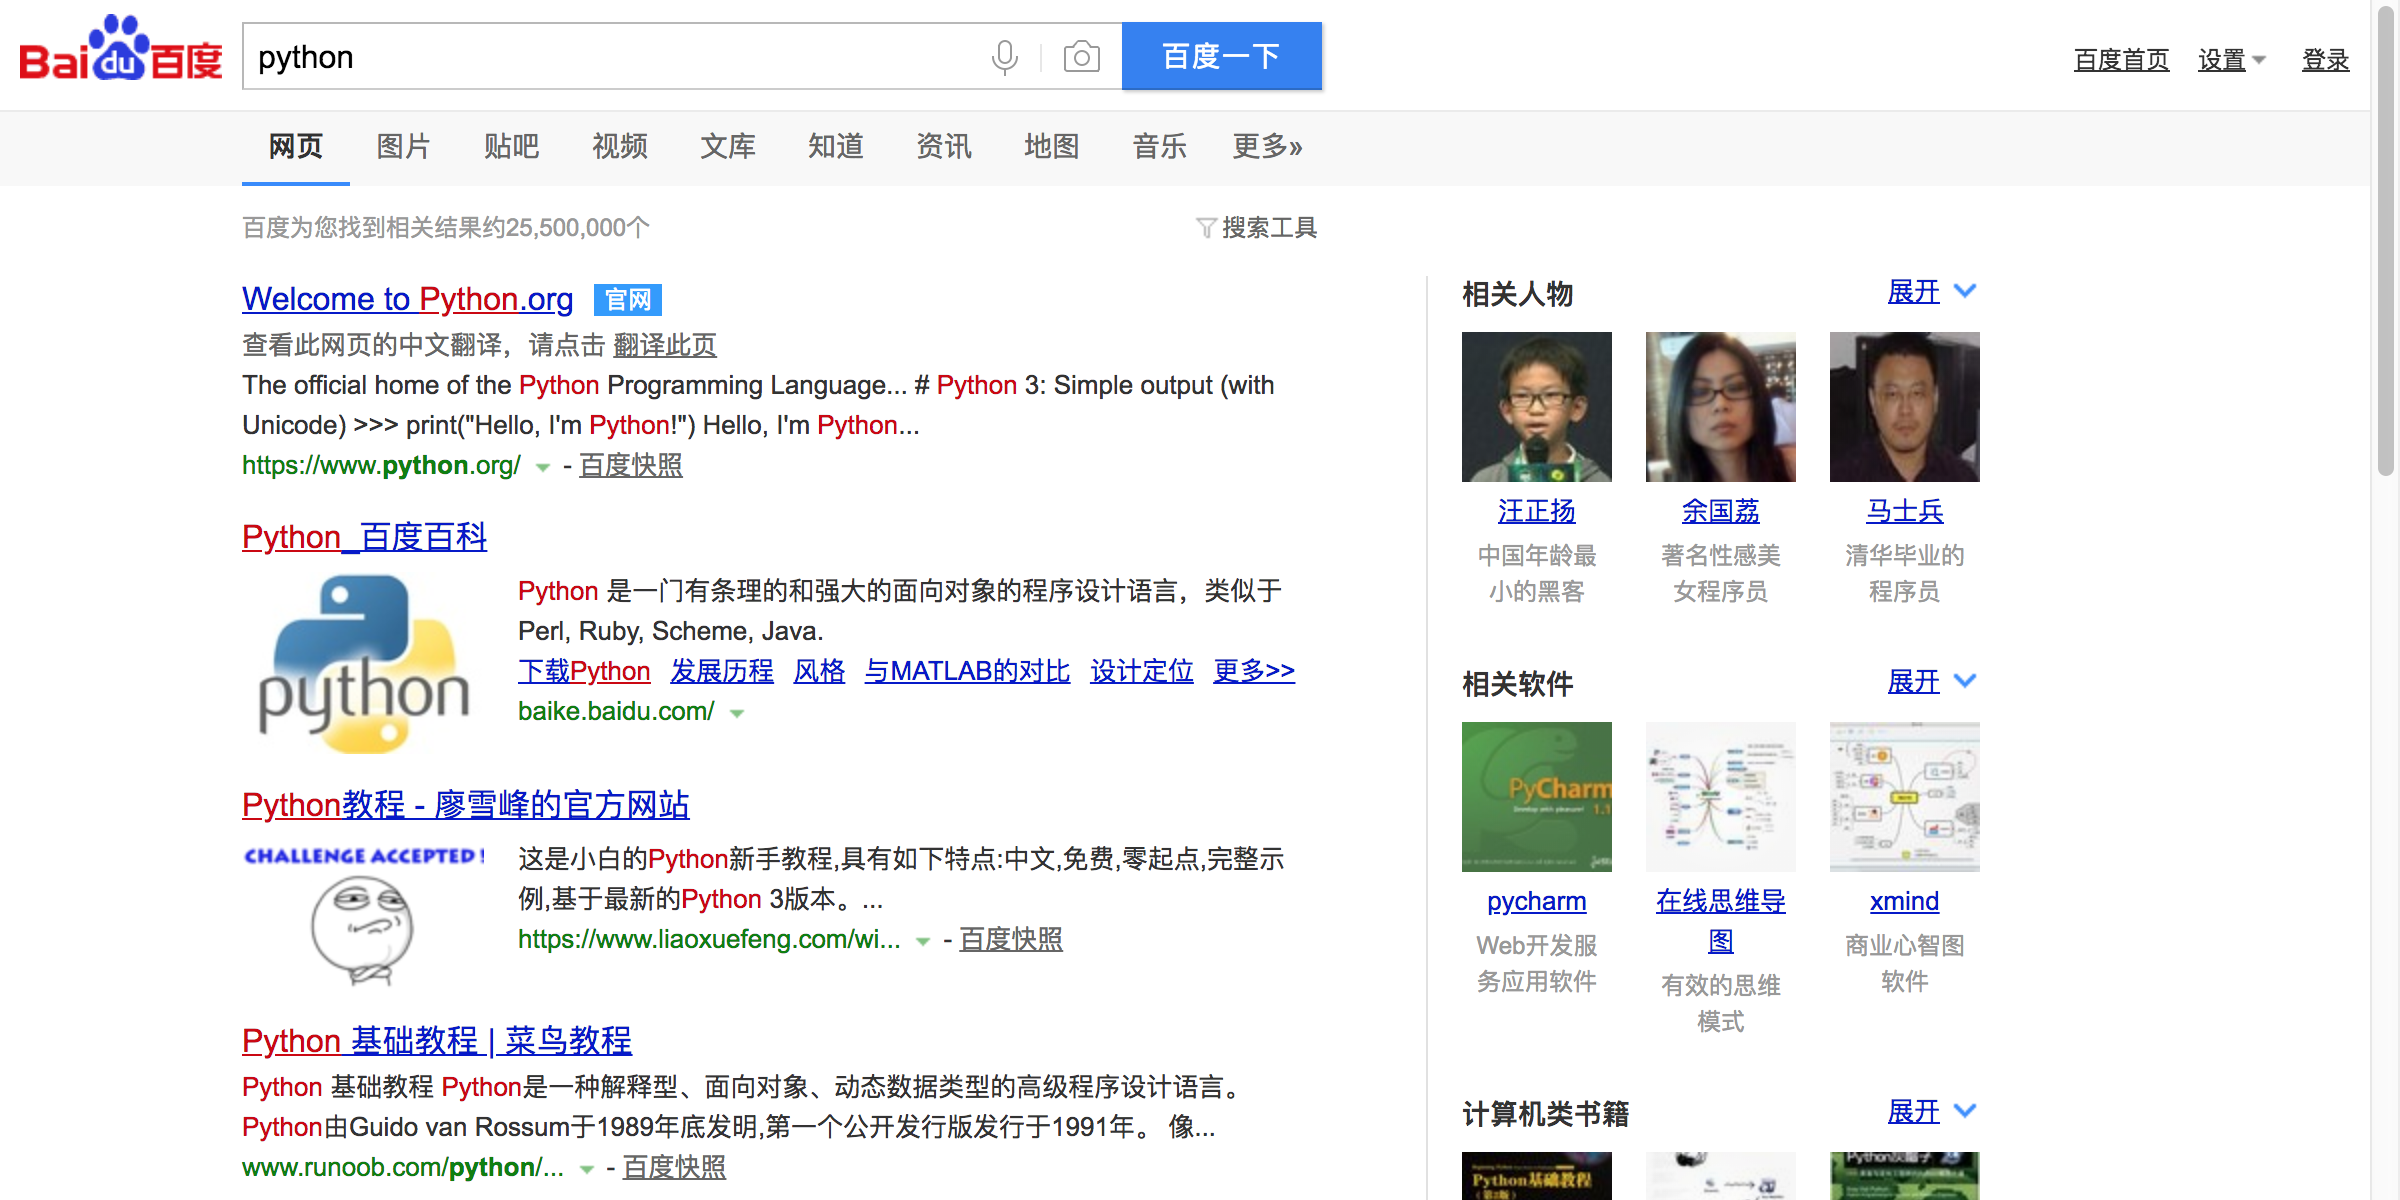 Bai du 百度
python
百度一下
百度首页 设置 登录
网页 图片 贴吧 视频 文库 知道 资讯 地图 音乐 更多»
百度为您找到相关结果约25,500,000个
搜索工具
Welcome to Python.org 官网
查看此网页的中文翻译，请点击 翻译此页
The official home of the Python Programming Language... # Python 3: Simple output (with
Unicode) >>> print("Hello, I'm Python!") Hello, I'm Python...
https://www.python.org/ - 百度快照
Python_百度百科
python
Python 是一门有条理的和强大的面向对象的程序设计语言，类似于
Perl, Ruby, Scheme, Java.
下载Python 发展历程 风格 与MATLAB的对比 设计定位 更多>>
baike.baidu.com/
Python教程 - 廖雪峰的官方网站
CHALLENGE ACCEPTED!
这是小白的Python新手教程,具有如下特点:中文,免费,零起点,完整示
例,基于最新的Python 3版本。...
https://www.liaoxuefeng.com/wi... - 百度快照
Python 基础教程 | 菜鸟教程
Python 基础教程 Python是一种解释型、面向对象、动态数据类型的高级程序设计语言。
Python由Guido van Rossum于1989年底发明,第一个公开发行版发行于1991年。 像...
www.runoob.com/python/... - 百度快照
相关人物 展开
汪正扬 余国荔 马士兵
中国年龄最 著名性感美 清华毕业的
小的黑客 女程序员 程序员
相关软件 展开
PyCharm
Develop with pleasure! 1.1
pycharm 在线思维导 xmind
图
Web开发服 商业心智图
务应用软件 软件
有效的思维
模式
计算机类书籍 展开
Python基础教程